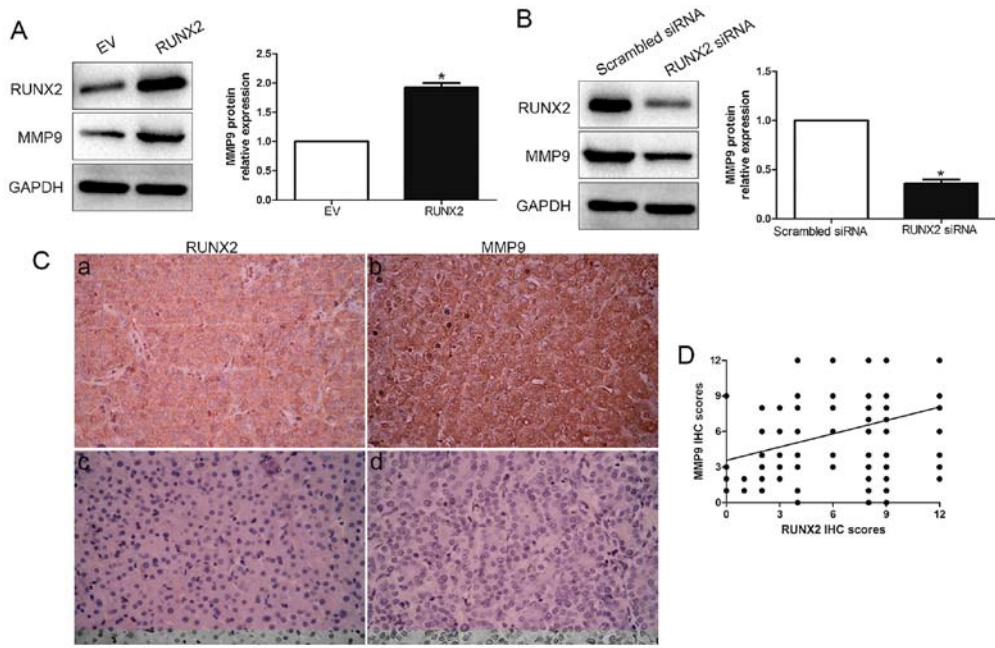 A
EV
RUNX2
RUNX2
MMP9
GAPDH
MMP9 protein
relative expression
2.5
2.0
1.5
1.0
0.5
0.0
EV
RUNX2
*
B
Scrambled siRNA
RUNX2 siRNA
RUNX2
MMP9
GAPDH
MMP9 protein
relative expression
1.5
1.0
0.5
0.0
Scrambled siRNA
RUNX2 siRNA
*
C
RUNX2
MMP9
a
b
c
d
D
MMP9 IHC scores
12
9
6
3
0
0
3
6
9
12
RUNX2 IHC scores